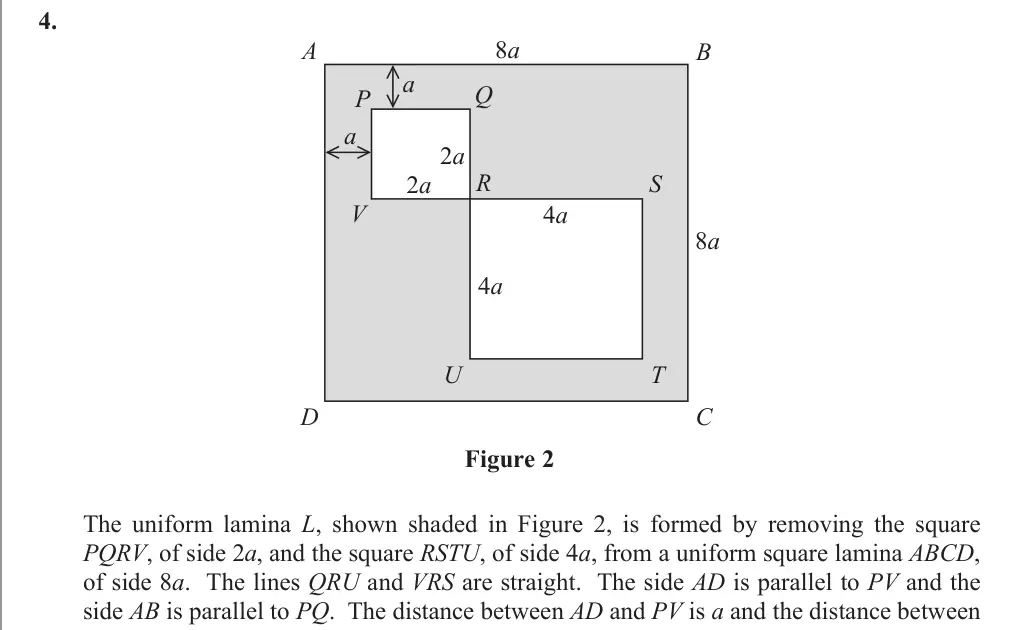 4.
A
8a
B
a
P
Q
a
2a
2a
R
S
V
4a
8a
4a
U
T
D
C
Figure 2
The uniform lamina L, shown shaded in Figure 2, is formed by removing the square
PQRV, of side 2a, and the square RSTU, of side 4a, from a uniform square lamina ABCD,
of side 8a. The lines QRU and VRS are straight. The side AD is parallel to PV and the
side AB is parallel to PQ. The distance between AD and PV is a and the distance between